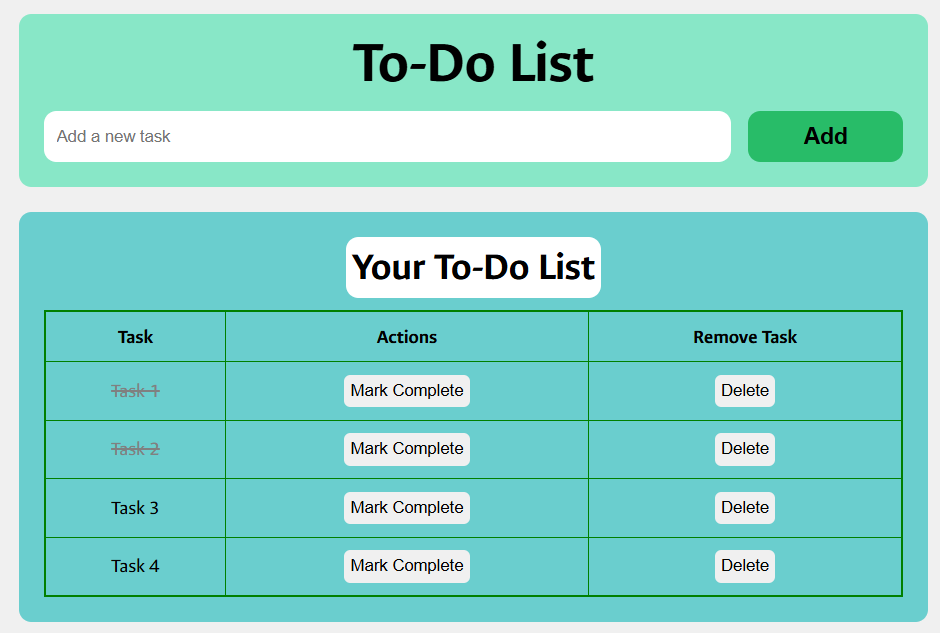 To-Do List
Add a new task
Add
Your To-Do List
Task Actions Remove Task
Task 1 Mark Complete Delete
Task 2 Mark Complete Delete
Task 3 Mark Complete Delete
Task 4 Mark Complete Delete